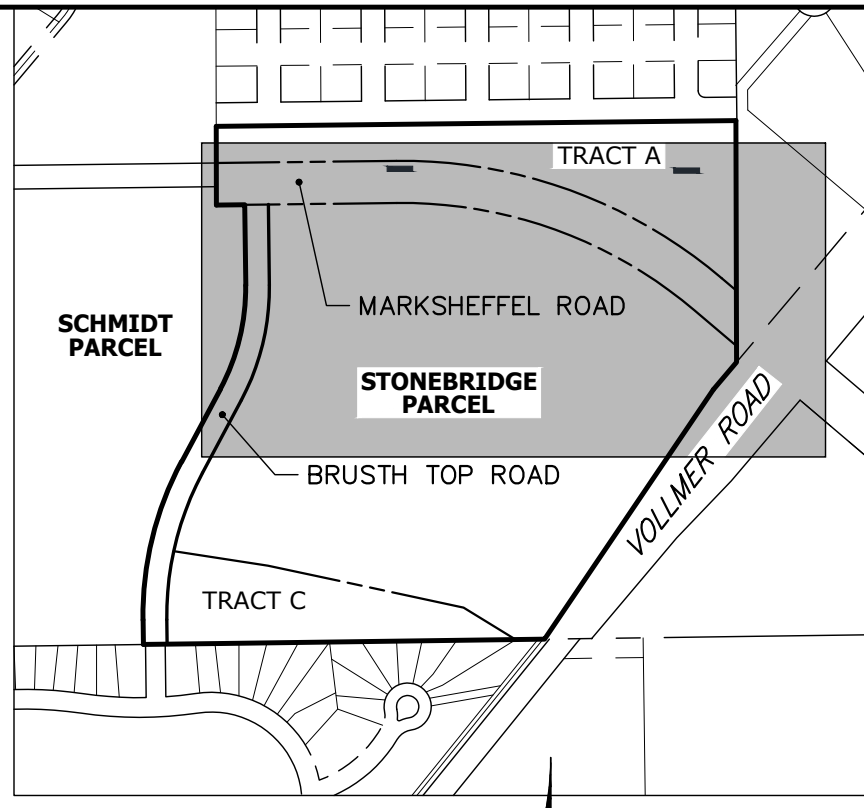 TRACT A
MARKSHEFFEL ROAD
SCHMIDT
PARCEL
STONEBRIDGE
PARCEL
VOLLMER ROAD
BRUSTH TOP ROAD
TRACT C